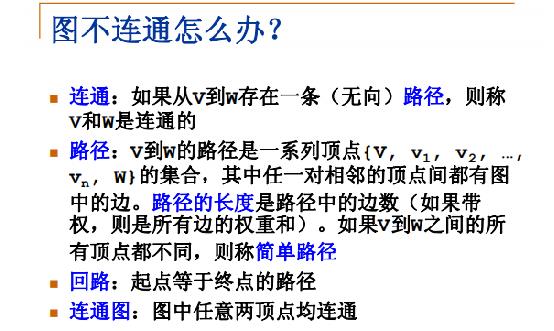 图不连通怎么办？
连通：如果从V到W存在一条（无向）路径，则称
V和W是连通的
路径：V到W的路径是一系列顶点{V, v1, v2, …,
vn, W}的集合，其中任一对相邻的顶点间都有图
中的边。路径的长度是路径中的边数（如果带
权，则是所有边的权重和）。如果V到W之间的所
有顶点都不同，则称简单路径
回路：起点等于终点的路径
连通图：图中任意两顶点均连通